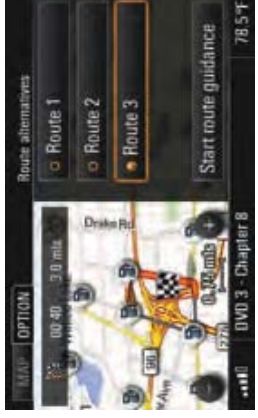 MAP OPTION
Route alternatives
00:40 3.0 mls
Route 1
Route 2
Route 3
Drake Rd
0.25 mls
Start route guidance
DVD 3 - Chapter 8
78.5°F